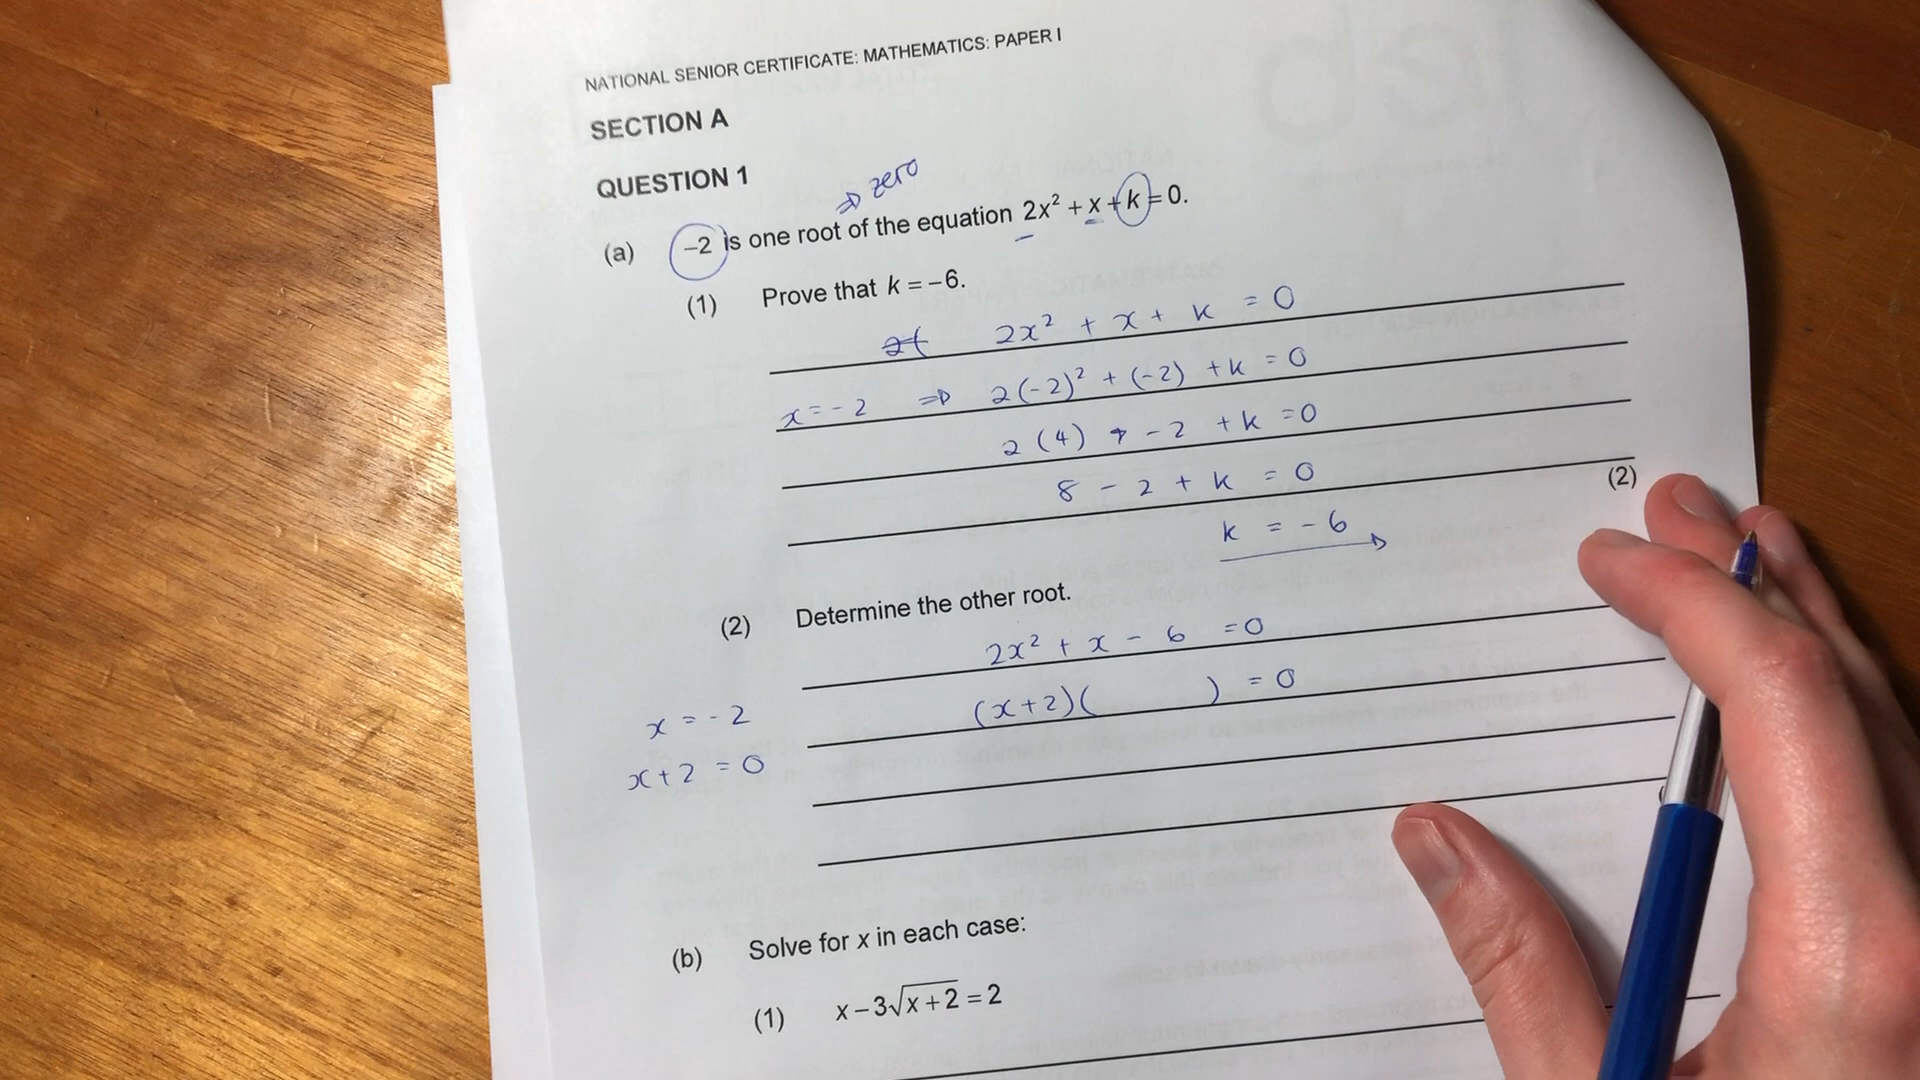 NATIONAL SENIOR CERTIFICATE: MATHEMATICS: PAPER I
SECTION A
QUESTION 1
⇒ zero
(a) -2 is one root of the equation 2x² + x + k = 0.
(1) Prove that k = -6.
2x² + x + k = 0
x = -2 ⇒ 2(-2)² + (-2) + k = 0
2(4) + -2 + k = 0
8 - 2 + k = 0
(2)
k = -6
(2) Determine the other root.
2x² + x - 6 = 0
(x+2)( ) = 0
x = -2
x+2 = 0
(b) Solve for x in each case:
(1) x - 3√(x + 2) = 2